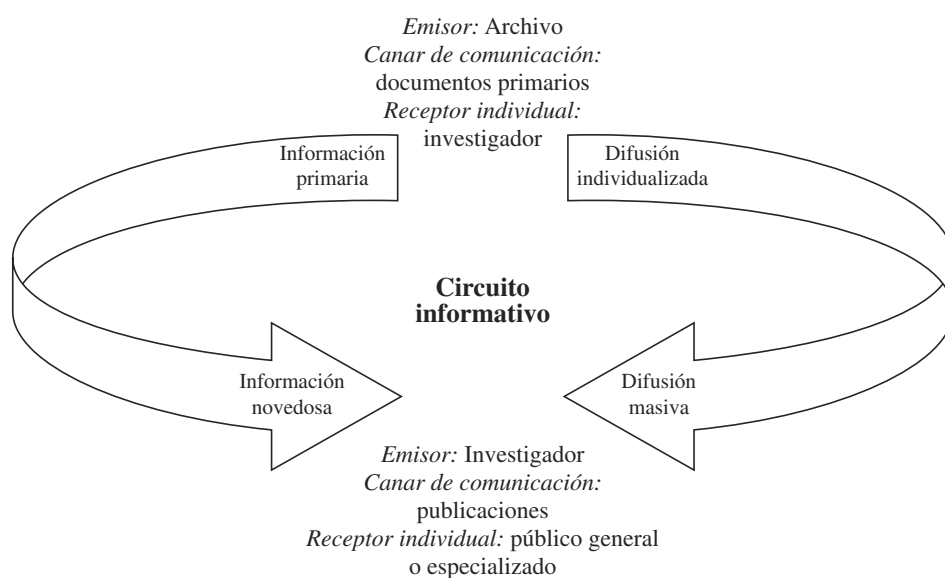 Emisor: Archivo
Canar de comunicación:
documentos primarios
Receptor individual:
investigador
Información
primaria
Difusión
individualizada
Circuito
informativo
Información
novedosa
Difusión
masiva
Emisor: Investigador
Canar de comunicación:
publicaciones
Receptor individual: público general
o especializado